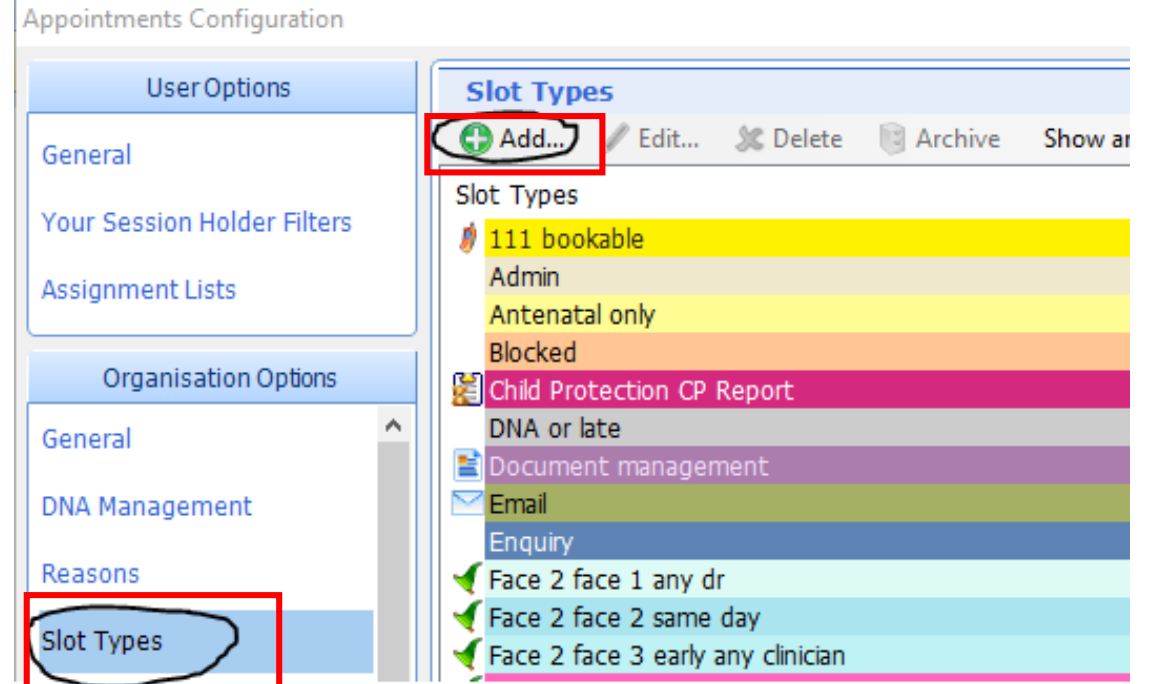 Appointments Configuration
User Options
General
Your Session Holder Filters
Assignment Lists
Organisation Options
General
DNA Management
Reasons
Slot Types
Slot Types
Add... Edit... Delete Archive Show ar
Slot Types
111 bookable
Admin
Antenatal only
Blocked
Child Protection CP Report
DNA or late
Document management
Email
Enquiry
Face 2 face 1 any dr
Face 2 face 2 same day
Face 2 face 3 early any clinician